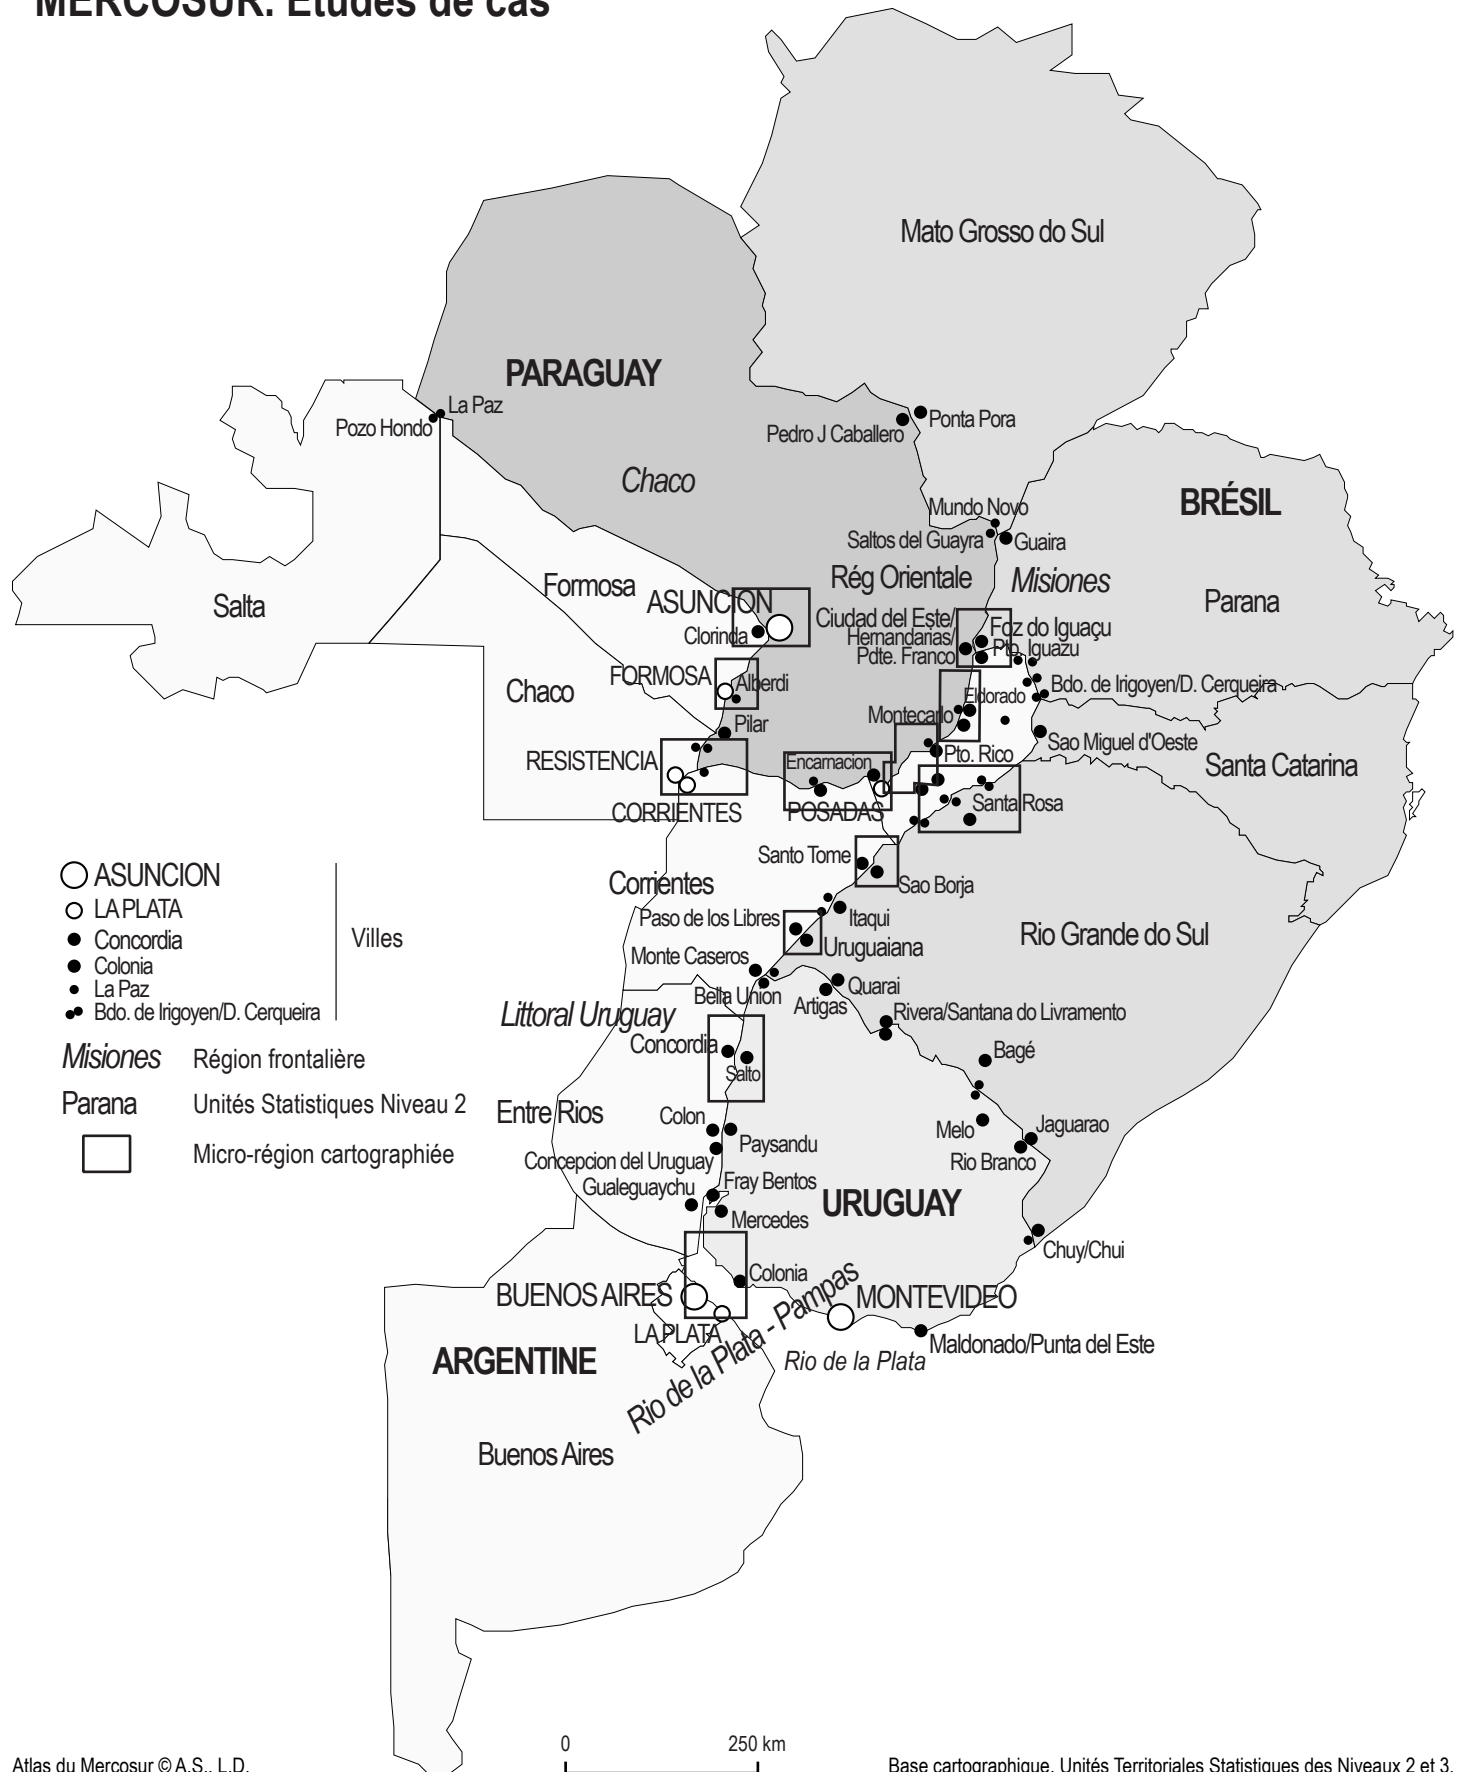 MERCOSUR. Etudes de cas
Mato Grosso do Sul
PARAGUAY
La Paz
Pozo Hondo
Ponta Pora
Pedro J Caballero
Chaco
BRÉSIL
Mundo Novo
Saltos del Guayra
Guaira
Rég Orientale
Misiones
Formosa
Parana
Salta
ASUNCION
Clorinda
Ciudad del Este/
Hernandarias/
Pdte. Franco
Foz do Iguaçu
Pto. Iguazu
FORMOSA
Alberdi
Chaco
Eldorado
Bdo. de Irigoyen/D. Cerqueira
Montecarlo
Pilar
Sao Miguel d'Oeste
RESISTENCIA
Encarnacion
Pto. Rico
Santa Catarina
CORRIENTES
POSADAS
Santa Rosa
Santo Tome
Sao Borja
Corrientes
Paso de los Libres
Itaqui
Rio Grande do Sul
Uruguaiana
Monte Caseros
Bella Union
Quarai
Artigas
Littoral Uruguay
Rivera/Santana do Livramento
Concordia
Salto
Bagé
Entre Rios
Colon
Paysandu
Melo
Jaguarao
Rio Branco
Concepcion del Uruguay
Gualeguaychu
Fray Bentos
Mercedes
URUGUAY
Chuy/Chui
Colonia
BUENOS AIRES
MONTEVIDEO
LA PLATA
Rio de la Plata - Pampas
Maldonado/Punta del Este
Rio de la Plata
ARGENTINE
Buenos Aires
ASUNCION
LA PLATA
Concordia
Colonia
La Paz
Bdo. de Irigoyen/D. Cerqueira
Villes
Misiones Région frontalière
Parana Unités Statistiques Niveau 2
Micro-région cartographiée
0 250 km
Atlas du Mercosur © A.S., L.D.
Base cartographique. Unités Territoriales Statistiques des Niveaux 2 et 3.